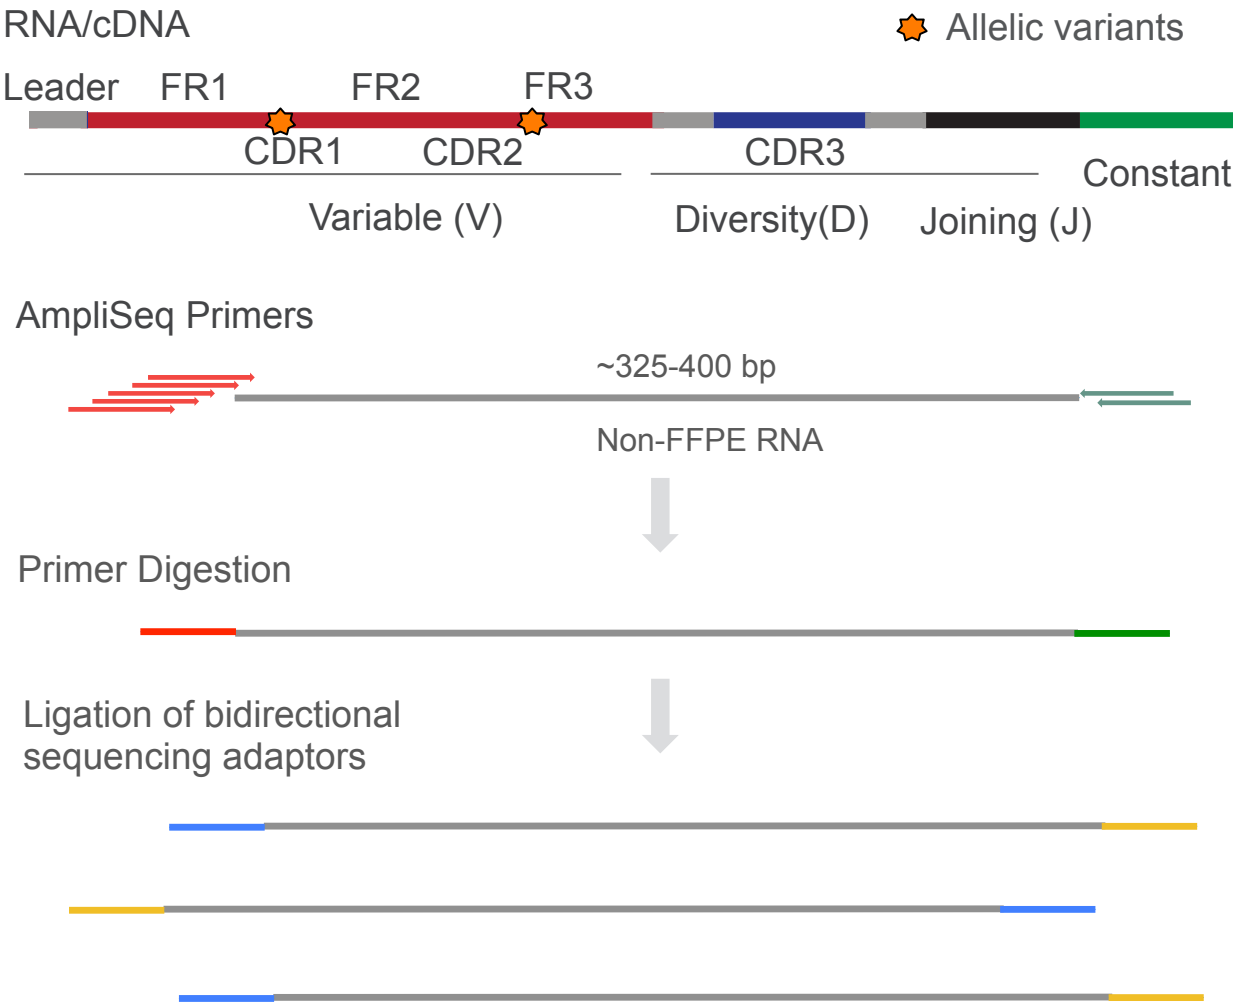 RNA/cDNA
Allelic variants
Leader FR1 FR2 FR3
CDR1 CDR2 CDR3
Constant
Variable (V) Diversity(D) Joining (J)
AmpliSeq Primers
~325-400 bp
Non-FFPE RNA
Primer Digestion
Ligation of bidirectional
sequencing adaptors